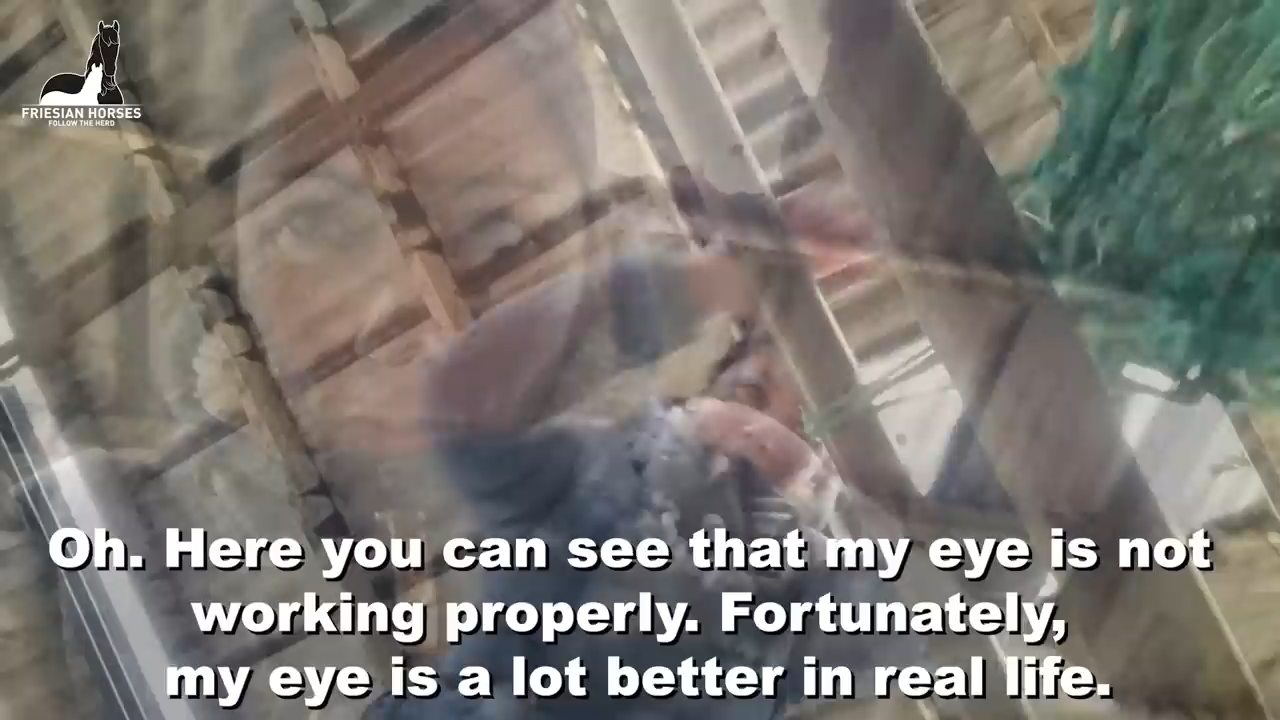 FRIESIAN HORSES
FOLLOW THE HERD
Oh. Here you can see that my eye is not
working properly. Fortunately,
my eye is a lot better in real life.